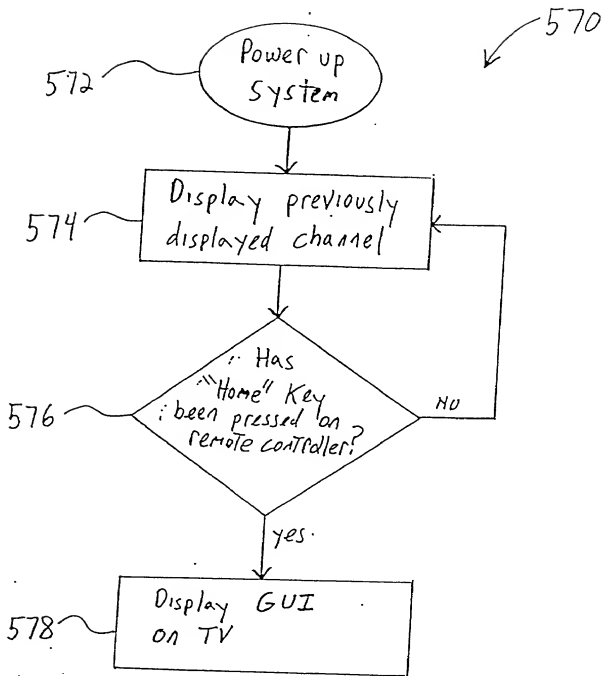 570
572
Power up
system
574
Display previously
displayed channel
576
Has
"Home" Key
been pressed on
remote controller?
NO
yes.
578
Display GUI
on TV